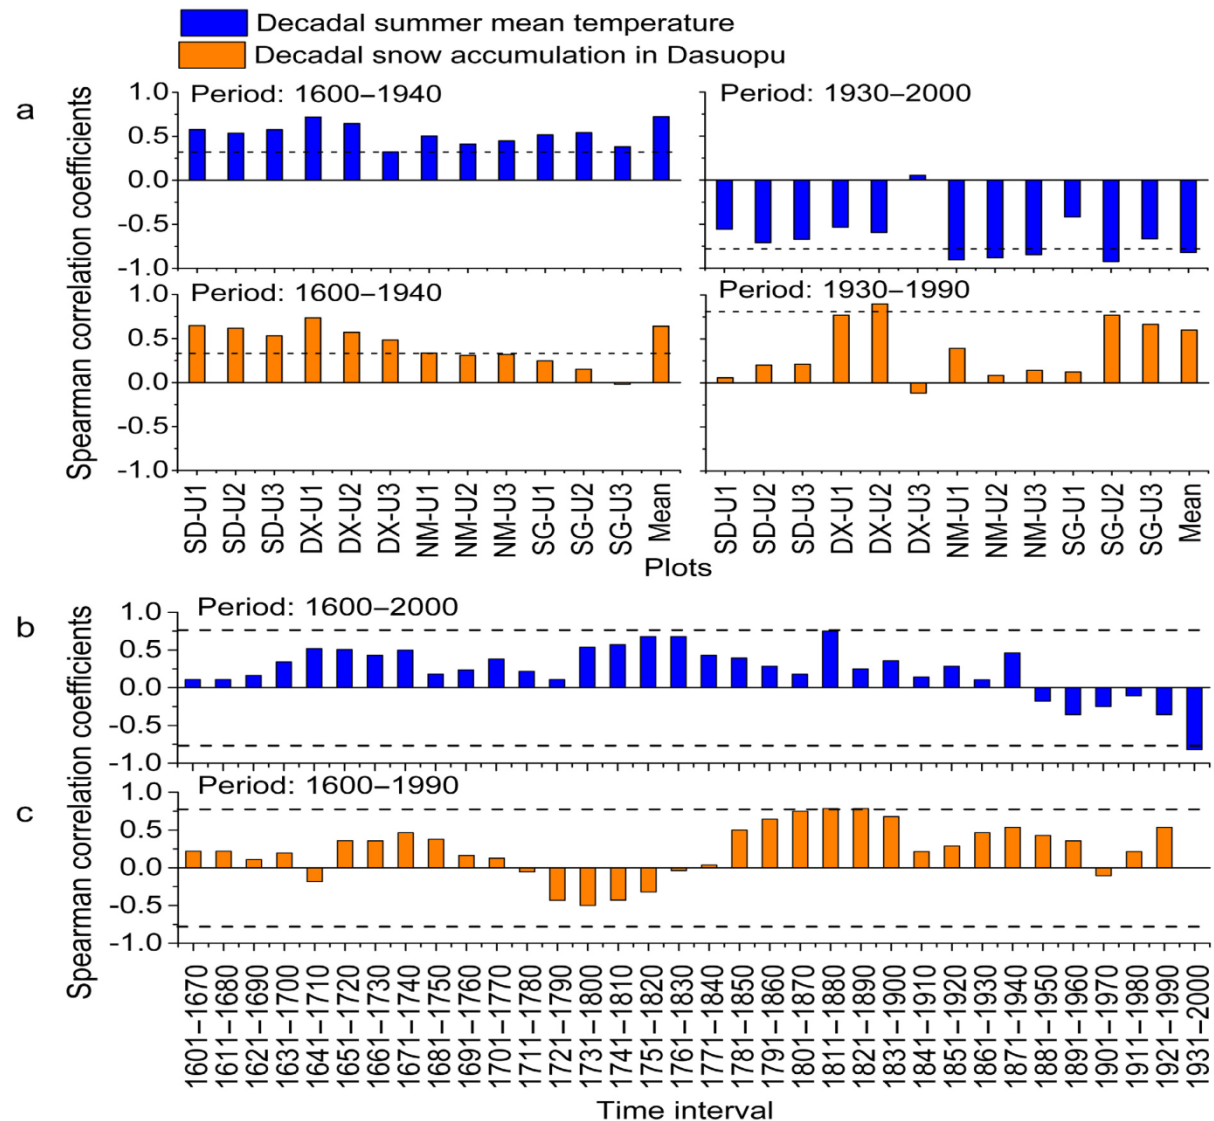 Decadal summer mean temperature
Decadal snow accumulation in Dasuopu
a
Spearman correlation coefficients
Period: 1600–1940
1.0
0.5
0.0
-0.5
-1.0
Period: 1930–2000
Period: 1600–1940
1.0
0.5
0.0
-0.5
-1.0
Period: 1930–1990
SD-U1 SD-U2 SD-U3 DX-U1 DX-U2 DX-U3 NM-U1 NM-U2 NM-U3 SG-U1 SG-U2 SG-U3 Mean
SD-U1 SD-U2 SD-U3 DX-U1 DX-U2 DX-U3 NM-U1 NM-U2 NM-U3 SG-U1 SG-U2 SG-U3 Mean
Plots
b
Spearman correlation coefficients
Period: 1600–2000
1.0
0.5
0.0
-0.5
-1.0
c
Period: 1600–1990
1.0
0.5
0.0
-0.5
-1.0
1601–1670 1611–1680 1621–1690 1631–1700 1641–1710 1651–1720 1661–1730 1671–1740 1681–1750 1691–1760 1701–1770 1711–1780 1721–1790 1731–1800 1741–1810 1751–1820 1761–1830 1771–1840 1781–1850 1791–1860 1801–1870 1811–1880 1821–1890 1831–1900 1841–1910 1851–1920 1861–1930 1871–1940 1881–1950 1891–1960 1901–1970 1911–1980 1921–1990 1931–2000
Time interval